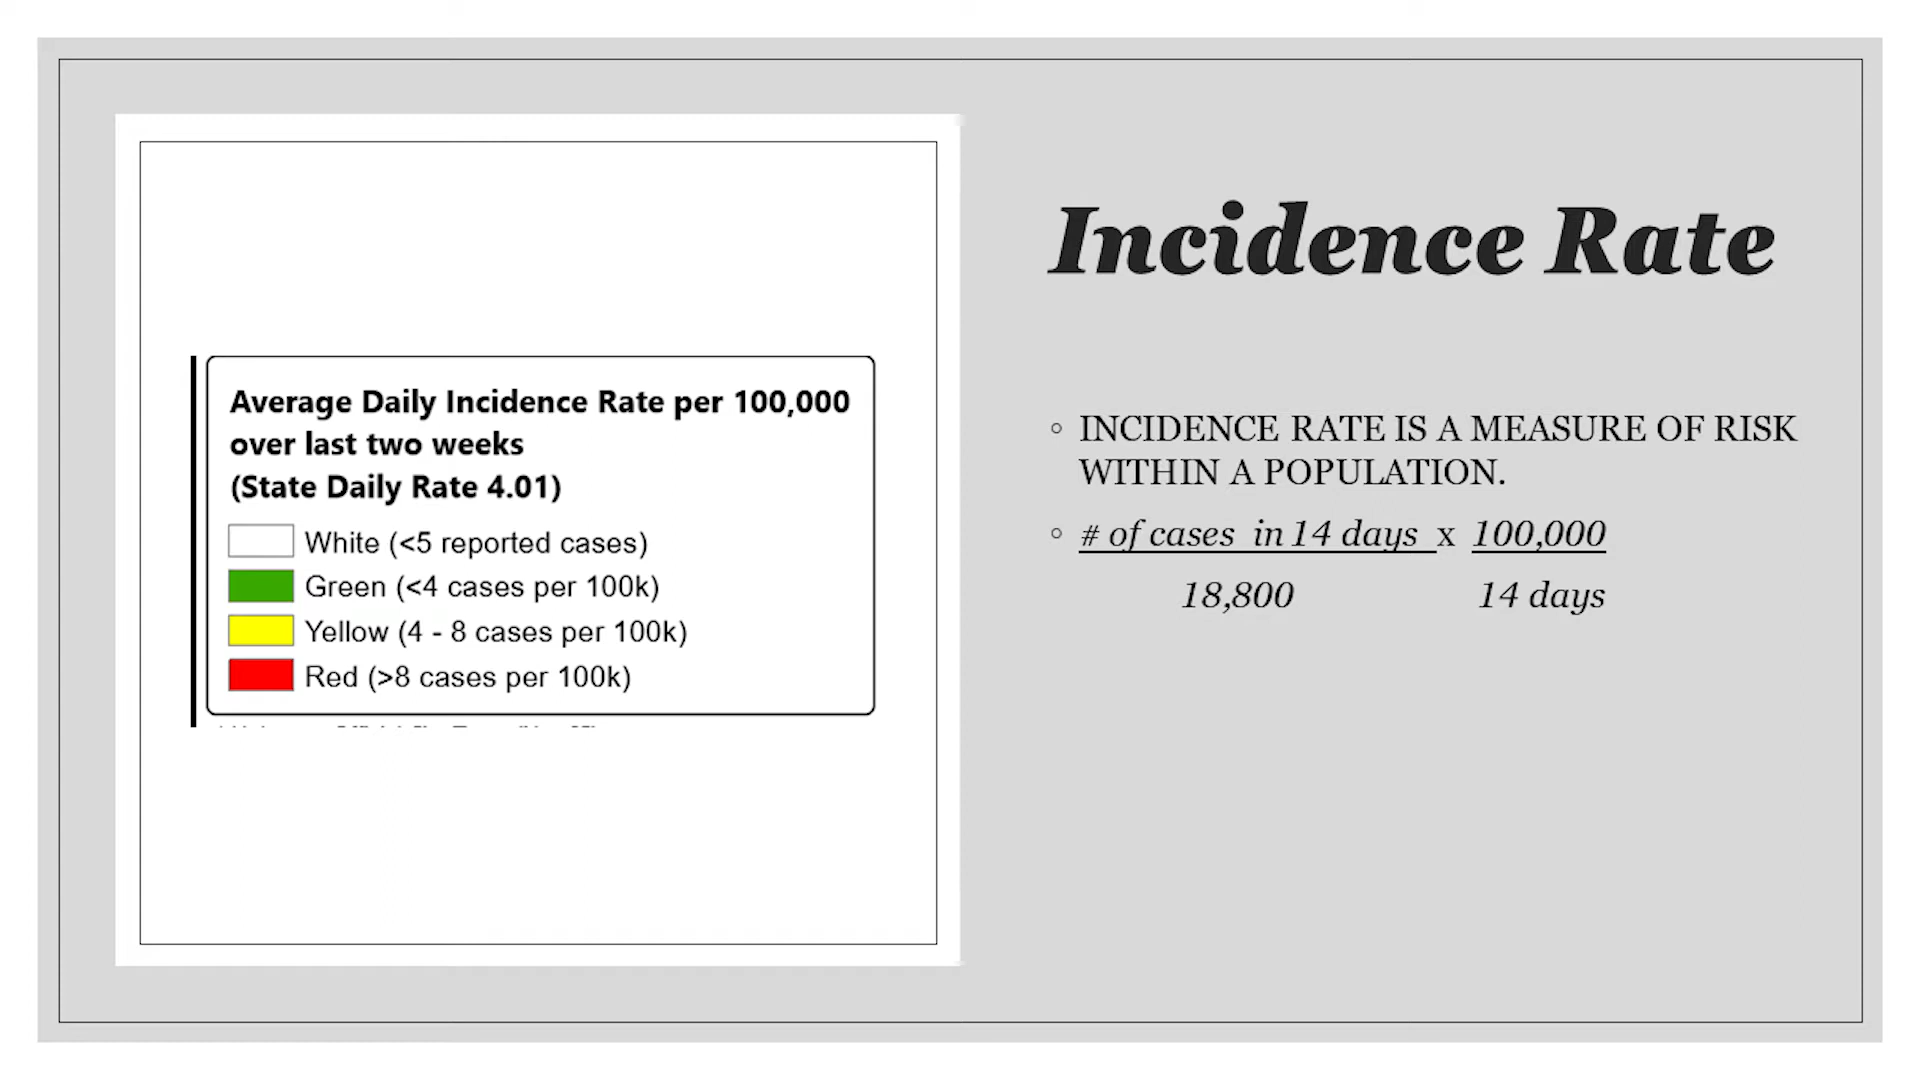 Incidence Rate
Average Daily Incidence Rate per 100,000
over last two weeks
(State Daily Rate 4.01)
White (<5 reported cases)
Green (<4 cases per 100k)
Yellow (4 - 8 cases per 100k)
Red (>8 cases per 100k)
◦ INCIDENCE RATE IS A MEASURE OF RISK
WITHIN A POPULATION.
◦ # of cases in 14 days x 100,000
18,800 14 days